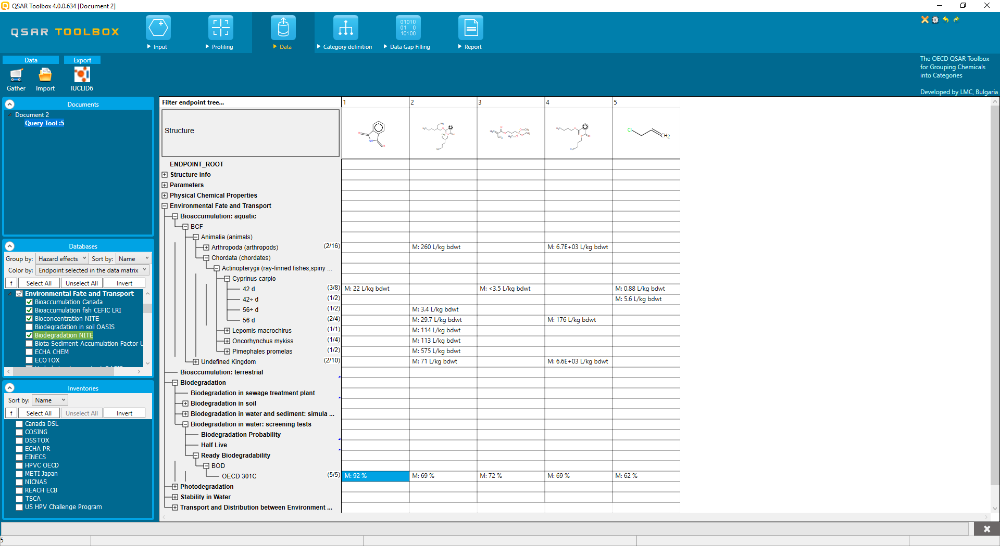 QSAR Toolbox 4.0.0.634 [Document 2]
QSAR TOOLBOX
Input
Profiling
Data
Category definition
01010
01 0
10100
Data Gap Filling
Report
Data
Export
Gather
Import
IUCLID6
The OECD QSAR Toolbox
for Grouping Chemicals
into Categories
Developed by LMC, Bulgaria
Documents
Document 2
Query Tool :5
Databases
Group by: Hazard effects Sort by: Name
Color by: Endpoint selected in the data matrix
f Select All Unselect All Invert
Environmental Fate and Transport
Bioaccumulation Canada
Bioaccumulation fish CEFIC LRI
Bioconcentration NITE
Biodegradation in soil OASIS
Biodegradation NITE
Biota-Sediment Accumulation Factor U
ECHA CHEM
ECOTOX
Inventories
Sort by: Name
f Select All Unselect All Invert
Canada DSL
COSING
DSSTOX
ECHA PR
EINECS
HPVC OECD
METI Japan
NICNAS
REACH ECB
TSCA
US HPV Challenge Program
Filter endpoint tree... 1 2 3 4 5
Structure
Cl CH2
ENDPOINT_ROOT
Structure info
Parameters
Physical Chemical Properties
Environmental Fate and Transport
Bioaccumulation: aquatic
BCF
Animalia (animals)
Arthropoda (arthropods) (2/16) M: 260 L/kg bdwt M: 6.7E+03 L/kg bdwt
Chordata (chordates)
Actinopterygii (ray-finned fishes,spiny ...
Cyprinus carpio
42 d (3/8) M: 22 L/kg bdwt M: <3.5 L/kg bdwt M: 0.88 L/kg bdwt
42÷ d (1/2) M: 5.6 L/kg bdwt
56÷ d (1/2) M: 3.4 L/kg bdwt
56 d (2/4) M: 29.7 L/kg bdwt M: 176 L/kg bdwt
Lepomis macrochirus (1/1) M: 114 L/kg bdwt
Oncorhynchus mykiss (1/4) M: 113 L/kg bdwt
Pimephales promelas (1/2) M: 575 L/kg bdwt
Undefined Kingdom (2/10) M: 71 L/kg bdwt M: 6.6E+03 L/kg bdwt
Bioaccumulation: terrestrial
Biodegradation
Biodegradation in sewage treatment plant
Biodegradation in soil
Biodegradation in water and sediment: simula ...
Biodegradation in water: screening tests
Biodegradation Probability
Half Live
Ready Biodegradability
BOD
OECD 301C (5/5) M: 92 % M: 69 % M: 72 % M: 69 % M: 62 %
Photodegradation
Stability in Water
Transport and Distribution between Environment ...
5